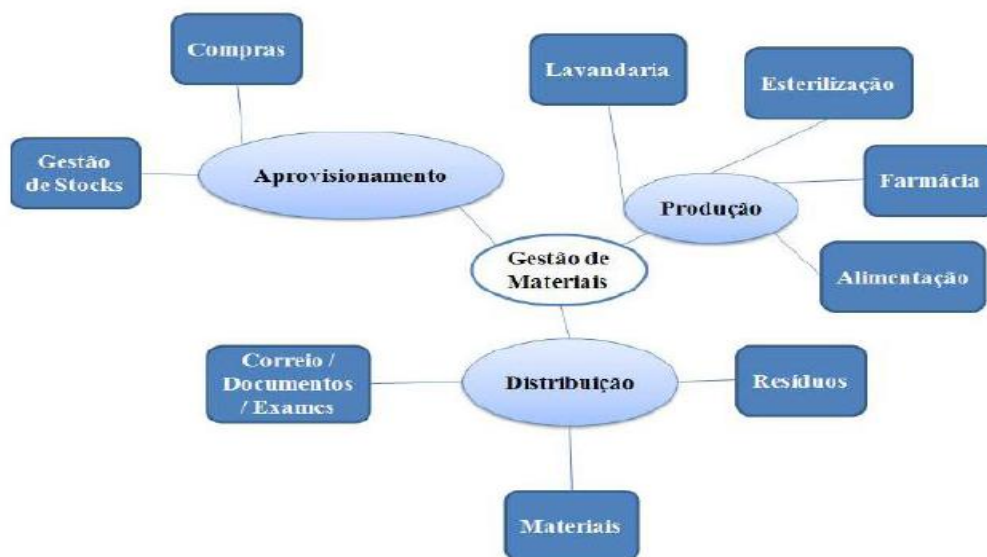 Compras
Lavandaria
Esterilização
Gestão
de Stocks
Aprovisionamento
Farmácia
Produção
Gestão de
Materiais
Alimentação
Correio /
Documentos
/ Exames
Distribuição
Resíduos
Materiais